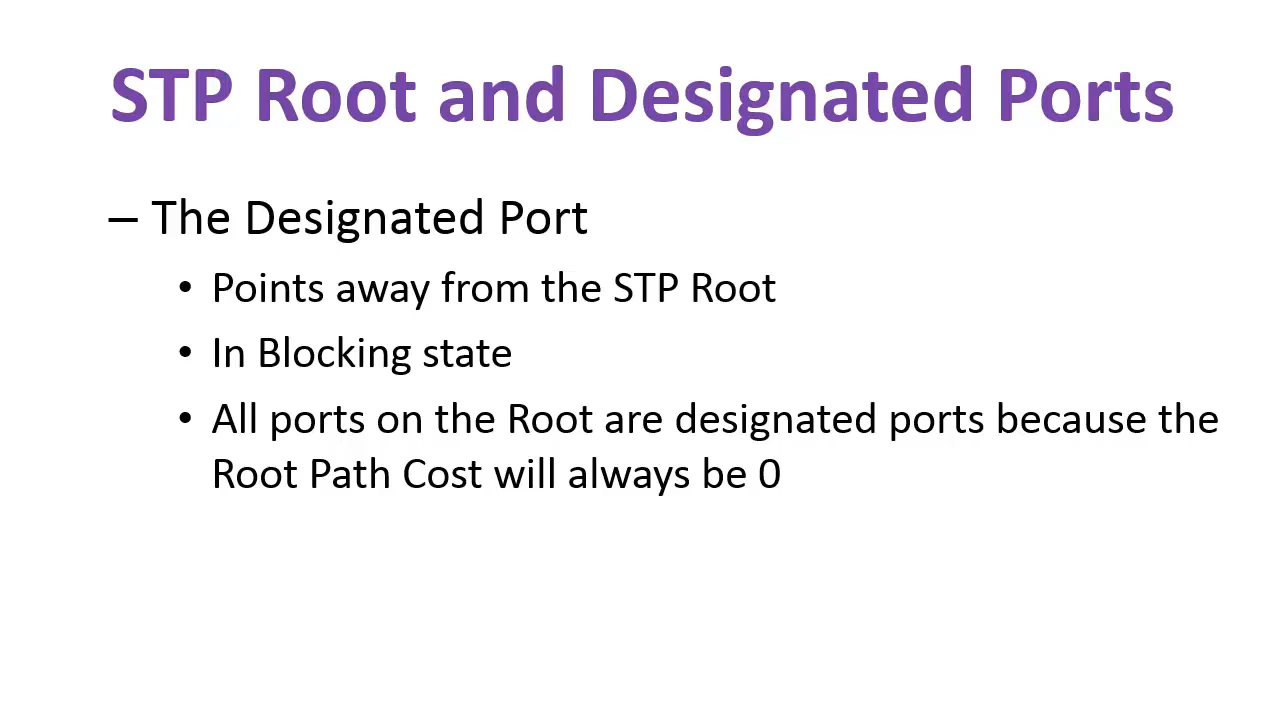 STP Root and Designated Ports
– The Designated Port
• Points away from the STP Root
• In Blocking state
• All ports on the Root are designated ports because the
Root Path Cost will always be 0